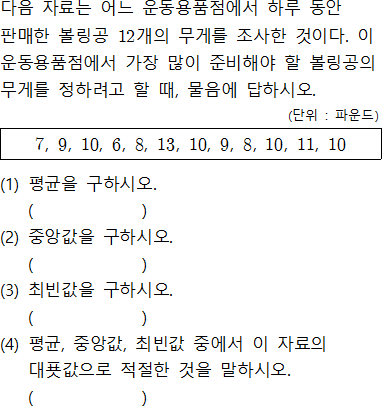 다음 자료는 어느 운동용품점에서 하루 동안
판매한 볼링공 12개의 무게를 조사한 것이다. 이
운동용품점에서 가장 많이 준비해야 할 볼링공의
무게를 정하려고 할 때, 물음에 답하시오.
(단위 : 파운드)
7, 9, 10, 6, 8, 13, 10, 9, 8, 10, 11, 10
(1) 평균을 구하시오.
( )
(2) 중앙값을 구하시오.
( )
(3) 최빈값을 구하시오.
( )
(4) 평균, 중앙값, 최빈값 중에서 이 자료의
대푯값으로 적절한 것을 말하시오.
( )